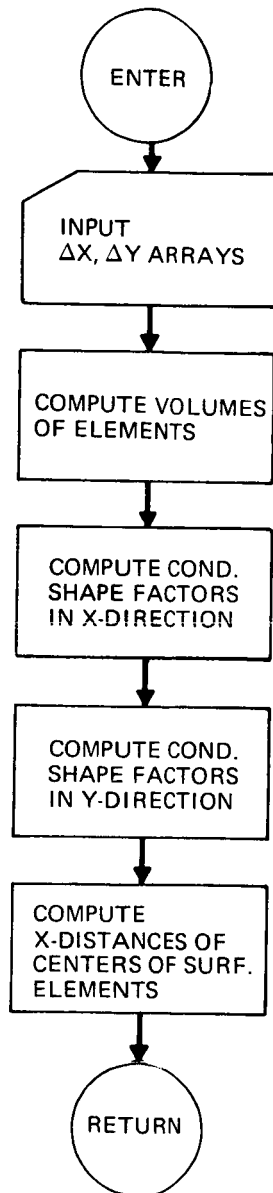 ENTER
INPUT
ΔX, ΔY ARRAYS
COMPUTE VOLUMES
OF ELEMENTS
COMPUTE COND.
SHAPE FACTORS
IN X-DIRECTION
COMPUTE COND.
SHAPE FACTORS
IN Y-DIRECTION
COMPUTE
X-DISTANCES OF
CENTERS OF SURF.
ELEMENTS
RETURN